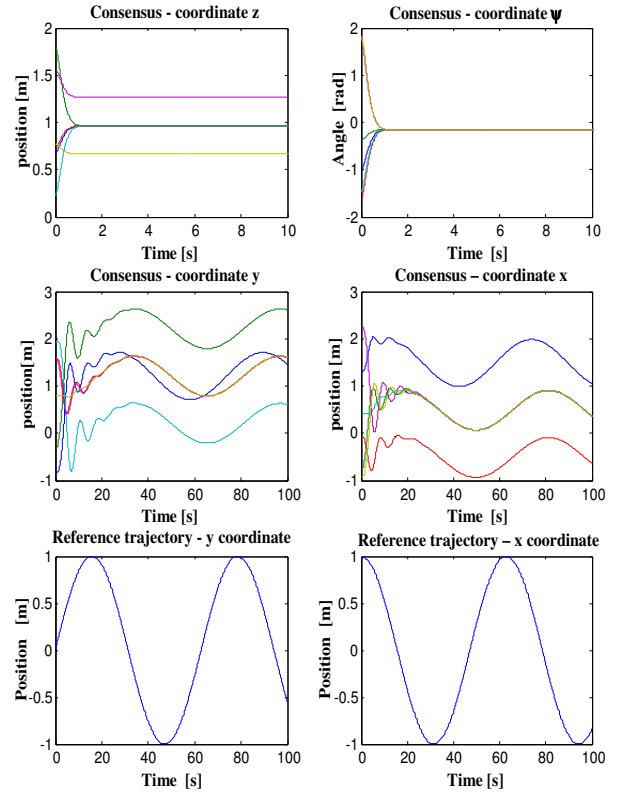 Consensus - coordinate z
position [m]
2
1.5
1
0.5
0
0 2 4 6 8 10
Time [s]
Consensus - coordinate ψ
Angle [rad]
2
1
0
-1
-2
0 2 4 6 8 10
Time [s]
Consensus - coordinate y
position[m]
3
2
1
0
-1
0 20 40 60 80 100
Time [s]
Consensus – coordinate x
position [m]
3
2
1
0
-1
0 20 40 60 80 100
Time [s]
Reference trajectory - y coordinate
Position [m]
1
0.5
0
-0.5
-1
0 20 40 60 80 100
Time [s]
Reference trajectory – x coordinate
Position [m]
1
0.5
0
-0.5
-1
0 20 40 60 80 100
Time [s]